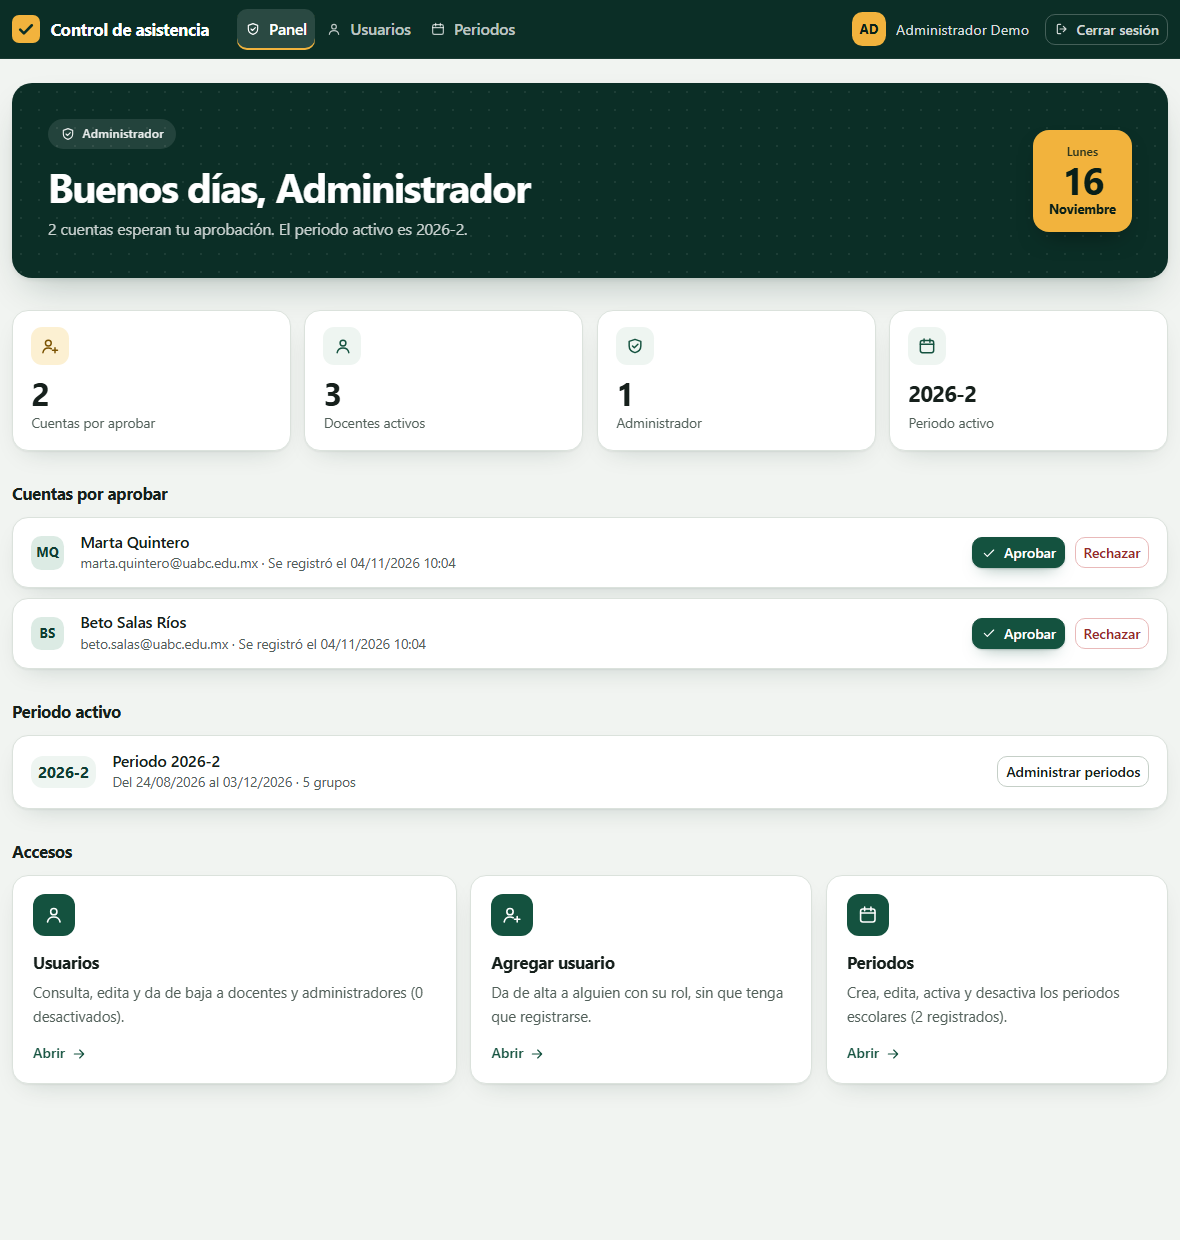 Control de asistencia
Panel
Usuarios
Periodos
AD
Administrador Demo
Cerrar sesión
Administrador
Buenos días, Administrador
2 cuentas esperan tu aprobación. El periodo activo es 2026-2.
Lunes
16
Noviembre
2
Cuentas por aprobar
3
Docentes activos
1
Administrador
2026-2
Periodo activo
Cuentas por aprobar
MQ
Marta Quintero
marta.quintero@uabc.edu.mx · Se registró el 04/11/2026 10:04
Aprobar
Rechazar
BS
Beto Salas Ríos
beto.salas@uabc.edu.mx · Se registró el 04/11/2026 10:04
Aprobar
Rechazar
Periodo activo
2026-2
Periodo 2026-2
Del 24/08/2026 al 03/12/2026 · 5 grupos
Administrar periodos
Accesos
Usuarios
Consulta, edita y da de baja a docentes y administradores (0
desactivados).
Abrir
Agregar usuario
Da de alta a alguien con su rol, sin que tenga
que registrarse.
Abrir
Periodos
Crea, edita, activa y desactiva los periodos
escolares (2 registrados).
Abrir